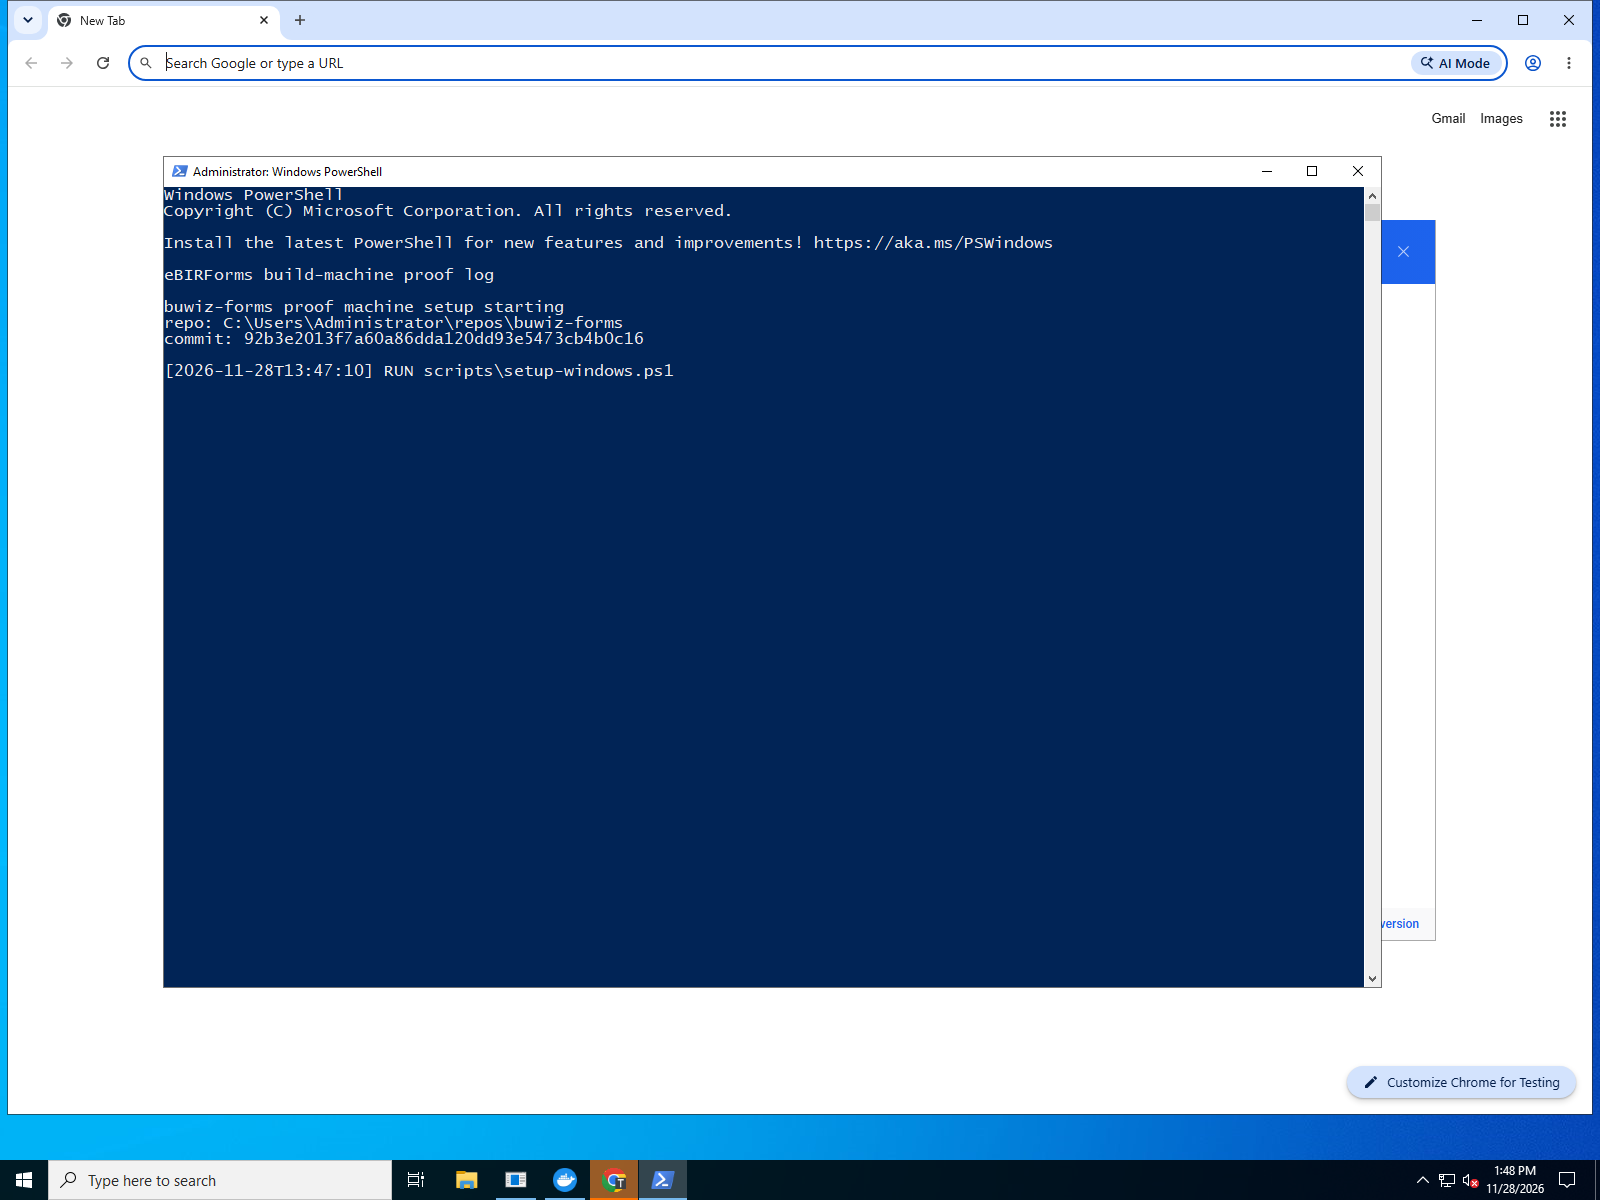 New Tab
Search Google or type a URL
AI Mode
Gmail Images
Administrator: Windows PowerShell
Windows PowerShell
Copyright (C) Microsoft Corporation. All rights reserved.
Install the latest PowerShell for new features and improvements! https://aka.ms/PSWindows
eBIRForms build-machine proof log
buwiz-forms proof machine setup starting
repo: C:\Users\Administrator\repos\buwiz-forms
commit: 92b3e2013f7a60a86dda120dd93e5473cb4b0c16
[2026-11-28T13:47:10] RUN scripts\setup-windows.ps1
version
Customize Chrome for Testing
Type here to search
1:48 PM
11/28/2026